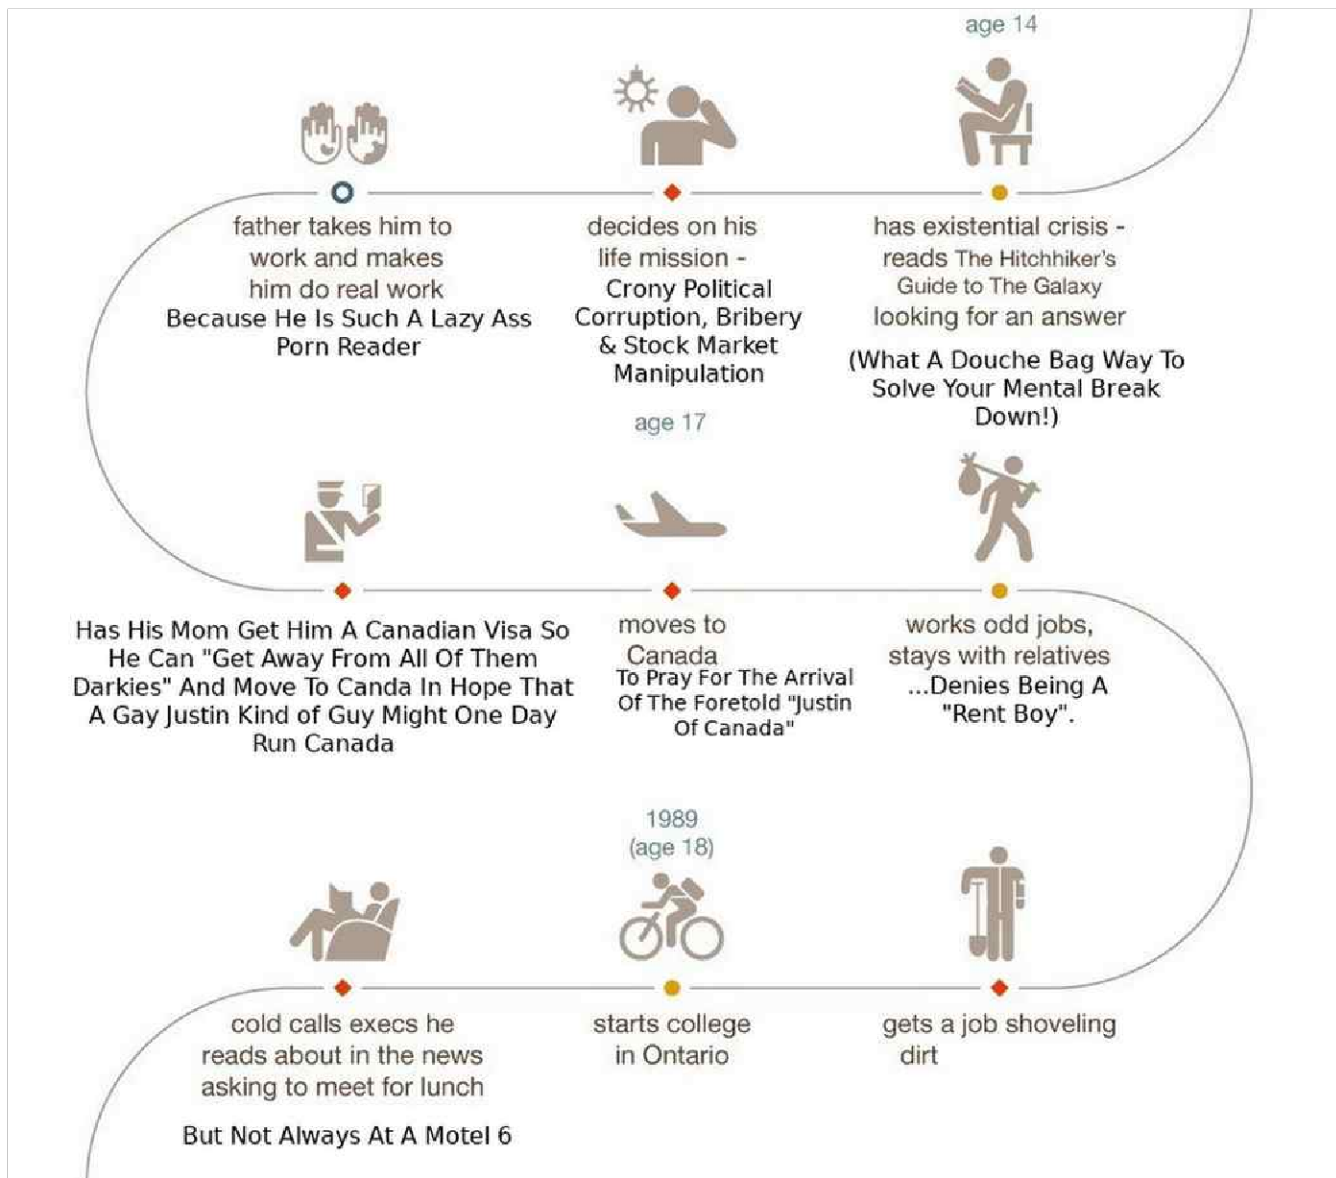 age 14
father takes him to
work and makes
him do real work
Because He Is Such A Lazy Ass
Porn Reader
decides on his
life mission -
Crony Political
Corruption, Bribery
& Stock Market
Manipulation
has existential crisis -
reads The Hitchhiker's
Guide to The Galaxy
looking for an answer
(What A Douche Bag Way To
Solve Your Mental Break
Down!)
age 17
Has His Mom Get Him A Canadian Visa So
He Can "Get Away From All Of Them
Darkies" And Move To Canda In Hope That
A Gay Justin Kind of Guy Might One Day
Run Canada
moves to
Canada
To Pray For The Arrival
Of The Foretold "Justin
Of Canada"
works odd jobs,
stays with relatives
...Denies Being A
"Rent Boy".
1989
(age 18)
cold calls execs he
reads about in the news
asking to meet for lunch
But Not Always At A Motel 6
starts college
in Ontario
gets a job shoveling
dirt